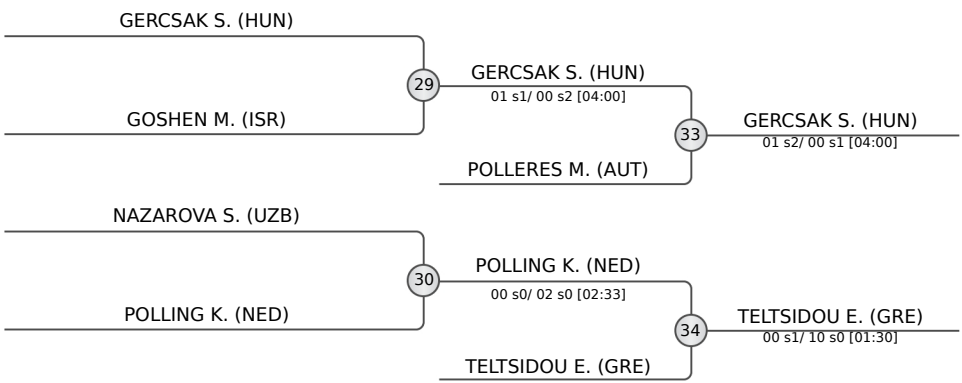 GERCSAK S. (HUN)
29
GOSHEN M. (ISR)
GERCSAK S. (HUN)
01 s1/ 00 s2 [04:00]
33
POLLERES M. (AUT)
GERCSAK S. (HUN)
01 s2/ 00 s1 [04:00]
NAZAROVA S. (UZB)
30
POLLING K. (NED)
POLLING K. (NED)
00 s0/ 02 s0 [02:33]
34
TELTSIDOU E. (GRE)
TELTSIDOU E. (GRE)
00 s1/ 10 s0 [01:30]